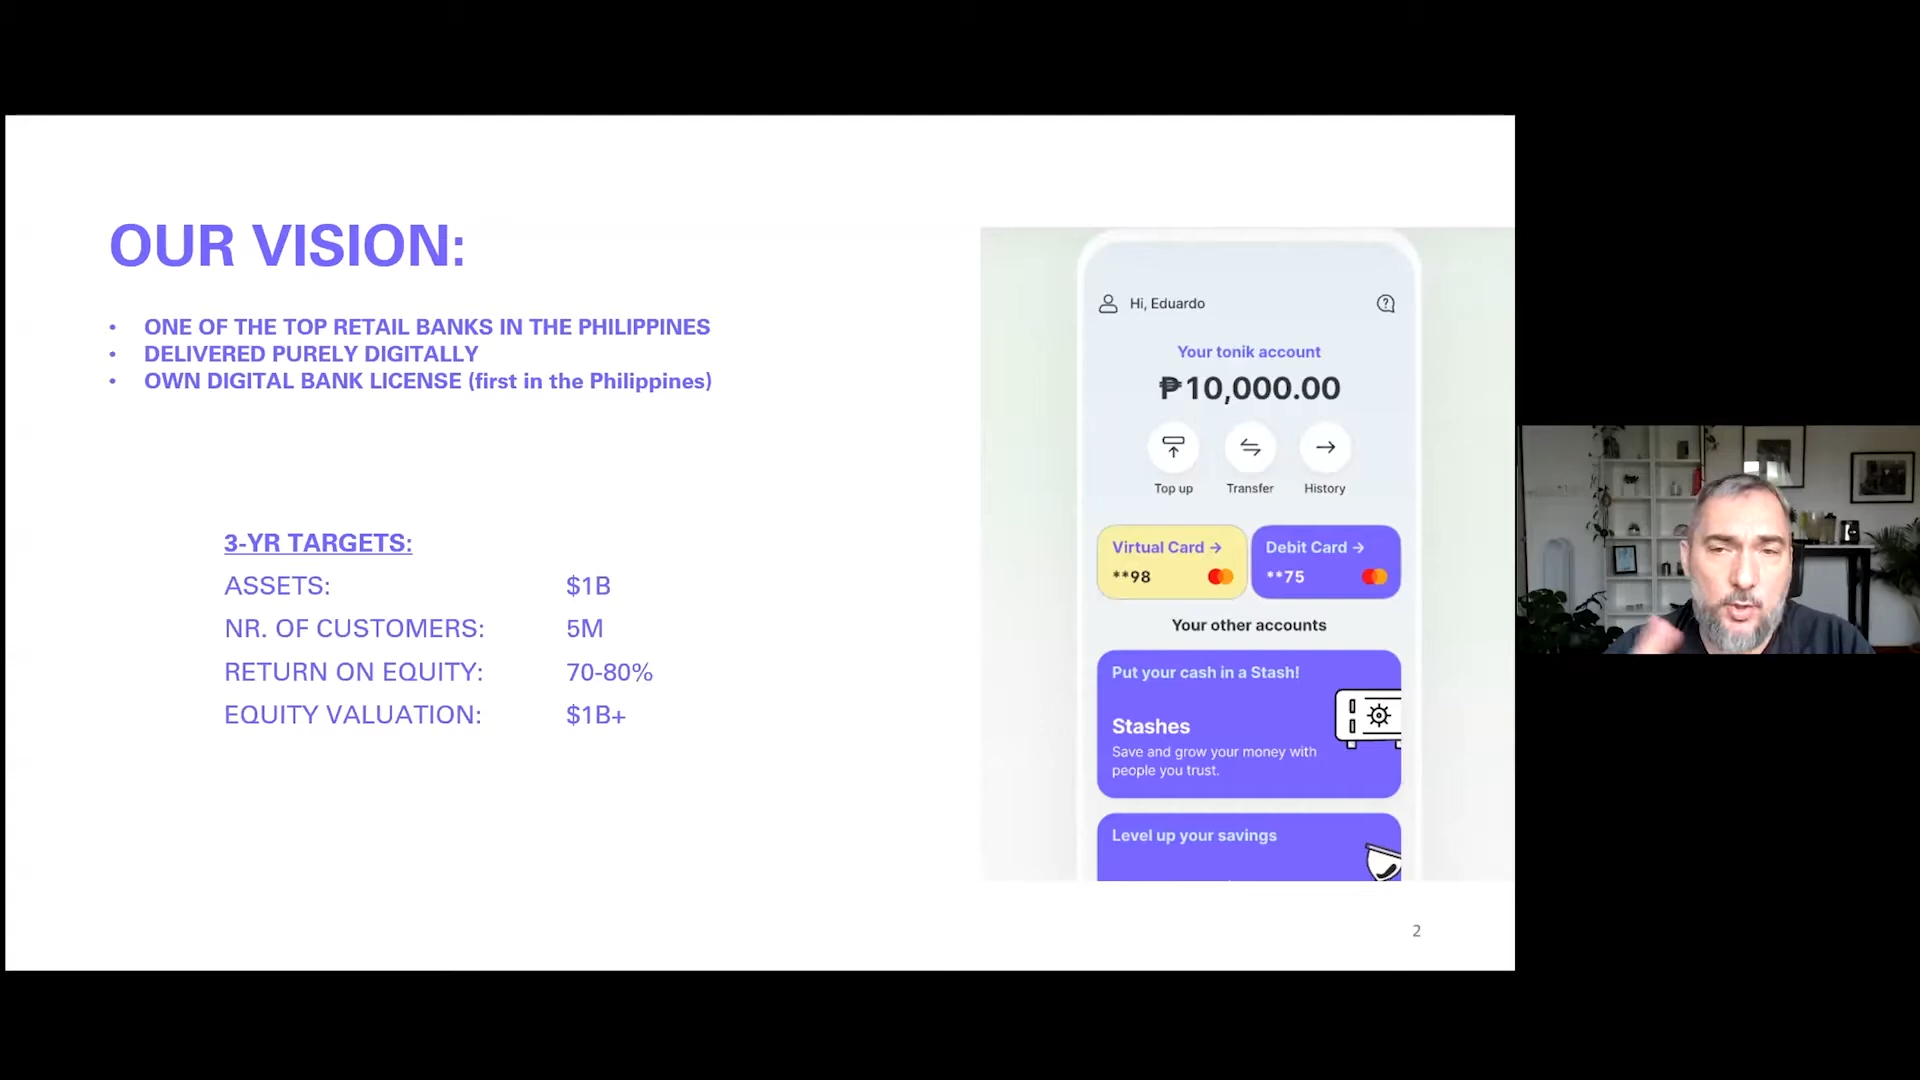 OUR VISION:
• ONE OF THE TOP RETAIL BANKS IN THE PHILIPPINES
• DELIVERED PURELY DIGITALLY
• OWN DIGITAL BANK LICENSE (first in the Philippines)
3-YR TARGETS:
ASSETS: $1B
NR. OF CUSTOMERS: 5M
RETURN ON EQUITY: 70-80%
EQUITY VALUATION: $1B+
Hi, Eduardo
Your tonik account
₱10,000.00
Top up Transfer History
Virtual Card → Debit Card →
**98 **75
Your other accounts
Put your cash in a Stash!
Stashes
Save and grow your money with
people you trust.
Level up your savings
2